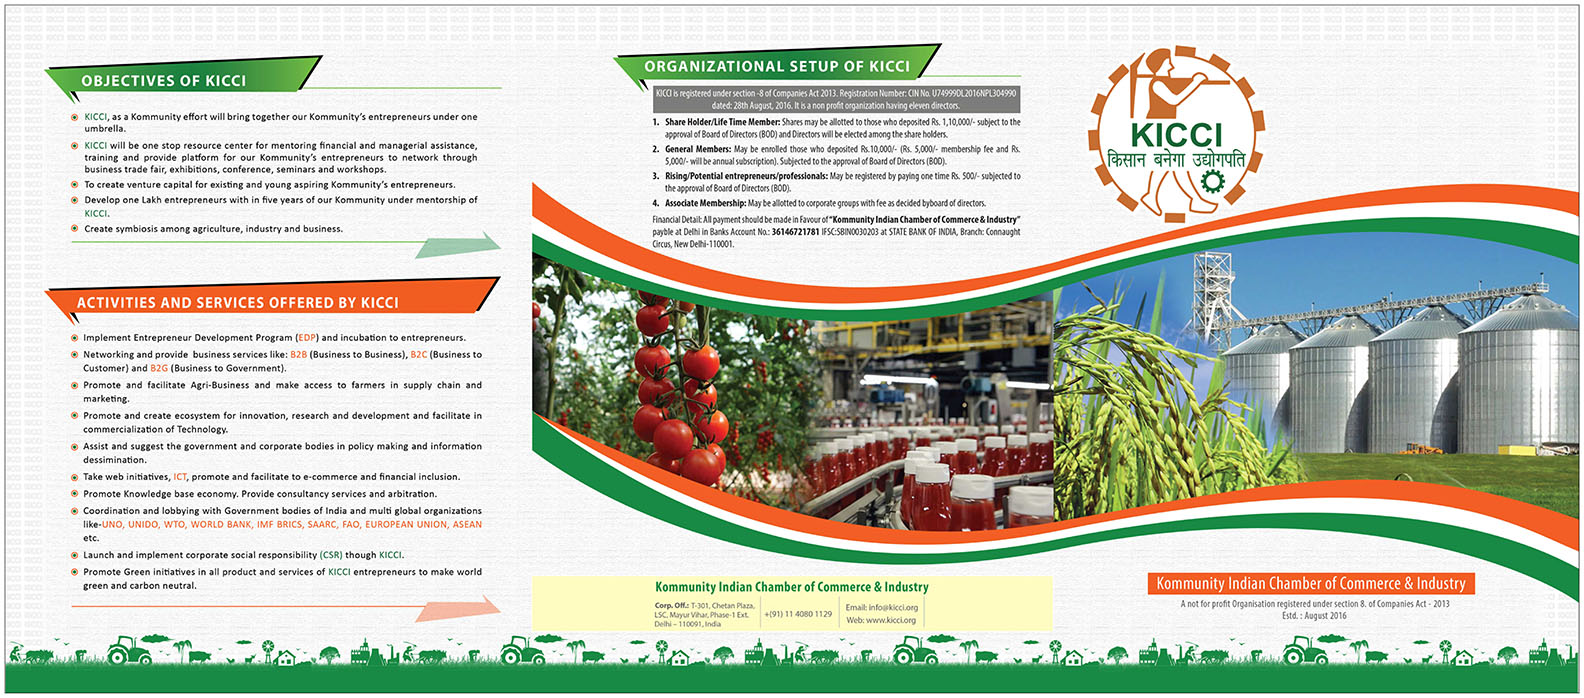 OBJECTIVES OF KICCI
KICCI, as a Kommunity effort will bring together our Kommunity's entrepreneurs under one
umbrella.
KICCI will be one stop resource center for mentoring financial and managerial assistance,
training and provide platform for our Kommunity's entrepreneurs to network through
business trade fair, exhibitions, conference, seminars and workshops.
To create venture capital for existing and young aspiring Kommunity's entrepreneurs.
Develop one Lakh entrepreneurs with in five years of our Kommunity under mentorship of
KICCI.
Create symbiosis among agriculture, industry and business.
ACTIVITIES AND SERVICES OFFERED BY KICCI
Implement Entrepreneur Development Program (EDP) and incubation to entrepreneurs.
Networking and provide business services like: B2B (Business to Business), B2C (Business to
Customer) and B2G (Business to Government).
Promote and facilitate Agri-Business and make access to farmers in supply chain and
marketing.
Promote and create ecosystem for innovation, research and development and facilitate in
commercialization of Technology.
Assist and suggest the government and corporate bodies in policy making and information
dessimination.
Take web initiatives, ICT, promote and facilitate to e-commerce and financial inclusion.
Promote Knowledge base economy. Provide consultancy services and arbitration.
Coordination and lobbying with Government bodies of India and multi global organizations
like-UNO, UNIDO, WTO, WORLD BANK, IMF BRICS, SAARC, FAO, EUROPEAN UNION, ASEAN
etc.
Launch and implement corporate social responsibility (CSR) though KICCI.
Promote Green initiatives in all product and services of KICCI entrepreneurs to make world
green and carbon neutral.
ORGANIZATIONAL SETUP OF KICCI
KICCI is registered under section -8 of Companies Act 2013. Registration Number: CIN No. U74999DL2016NPL304990
dated: 28th August, 2016. It is a non profit organization having eleven directors.
1. Share Holder/Life Time Member: Shares may be allotted to those who deposited Rs. 1,10,000/- subject to the
approval of Board of Directors (BOD) and Directors will be elected among the share holders.
2. General Members: May be enrolled those who deposited Rs.10,000/- (Rs. 5,000/- membership fee and Rs.
5,000/- will be annual subscription). Subjected to the approval of Board of Directors (BOD).
3. Rising/Potential entrepreneurs/professionals: May be registered by paying one time Rs. 500/- subjected to
the approval of Board of Directors (BOD).
4. Associate Membership: May be allotted to corporate groups with fee as decided byboard of directors.
Financial Detail: All payment should be made in Favour of "Kommunity Indian Chamber of Commerce & Industry"
payble at Delhi in Banks Account No.: 36146721781 IFSC:SBIN0030203 at STATE BANK OF INDIA, Branch: Connaught
Circus, New Delhi-110001.
Kommunity Indian Chamber of Commerce & Industry
Corp. Off.: T-301, Chetan Plaza,
LSC, Mayur Vihar, Phase-1 Ext.
Delhi – 110091, India
+(91) 11 4080 1129
Email: info@kicci.org
Web: www.kicci.org
KICCI
किसान बनेगा उद्योगपति
Kommunity Indian Chamber of Commerce & Industry
A not for profit Organisation registered under section 8. of Companies Act - 2013
Estd. : August 2016